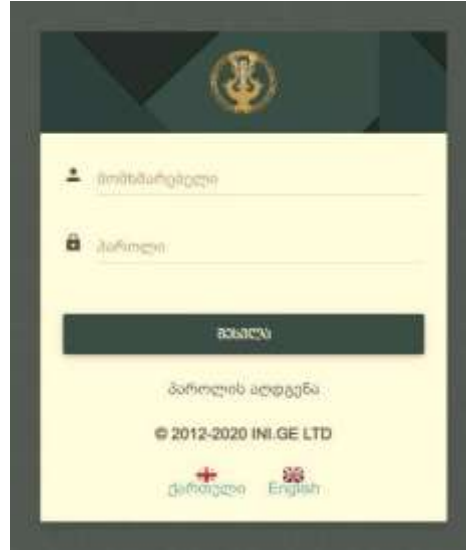 მომხმარებელი
პაროლი
შესვლა
პაროლის აღდგენა
© 2012-2020 INI.GE LTD
ქართული English